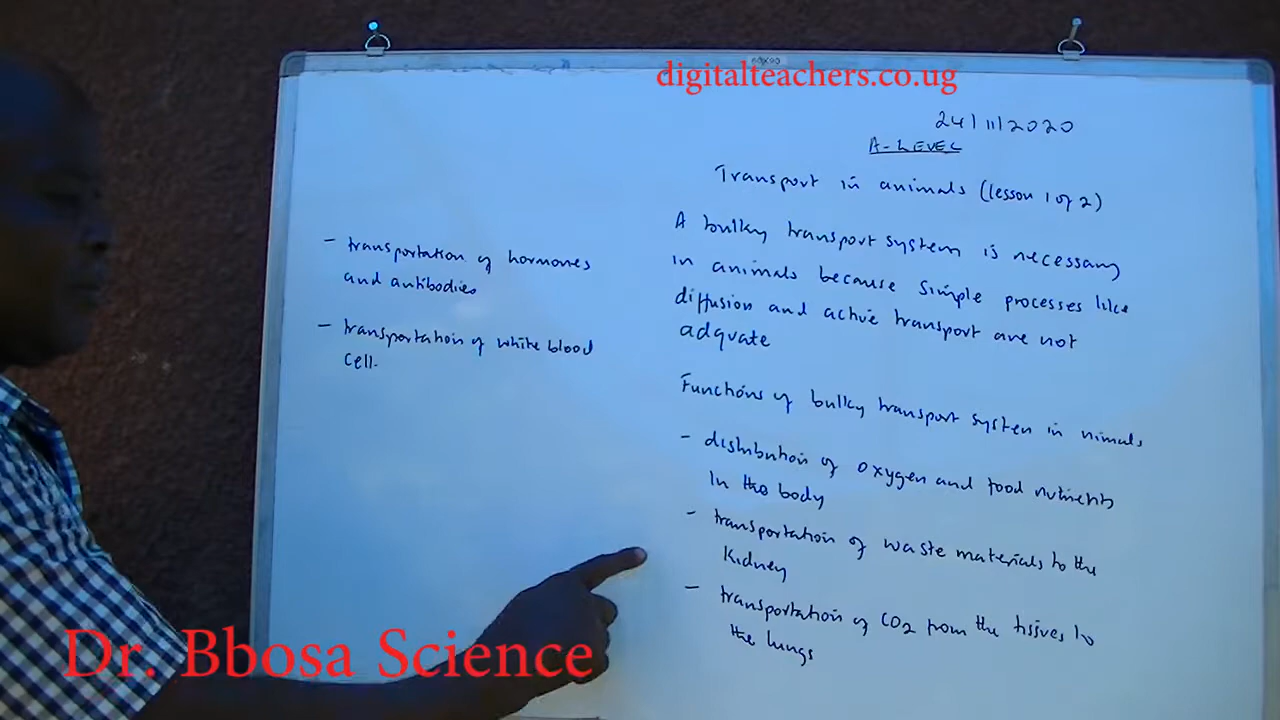 digitalteachers.co.ug
24/11/2020
A-LEVEL
Transport in animals (lesson 1 of 2)
A bulky transport system is necessary
in animals because simple processes like
diffusion and active transport are not
adquate
Functions of bulky transport system in nimals
- distribution of oxygen and food nutrients
in the body
- transportation of waste materials to the
Kidney
- transportation of CO2 from the tissues to
the lungs
- transportation of hormones
and antibodies
- transportation of white blood
cell.
Dr. Bbosa Science